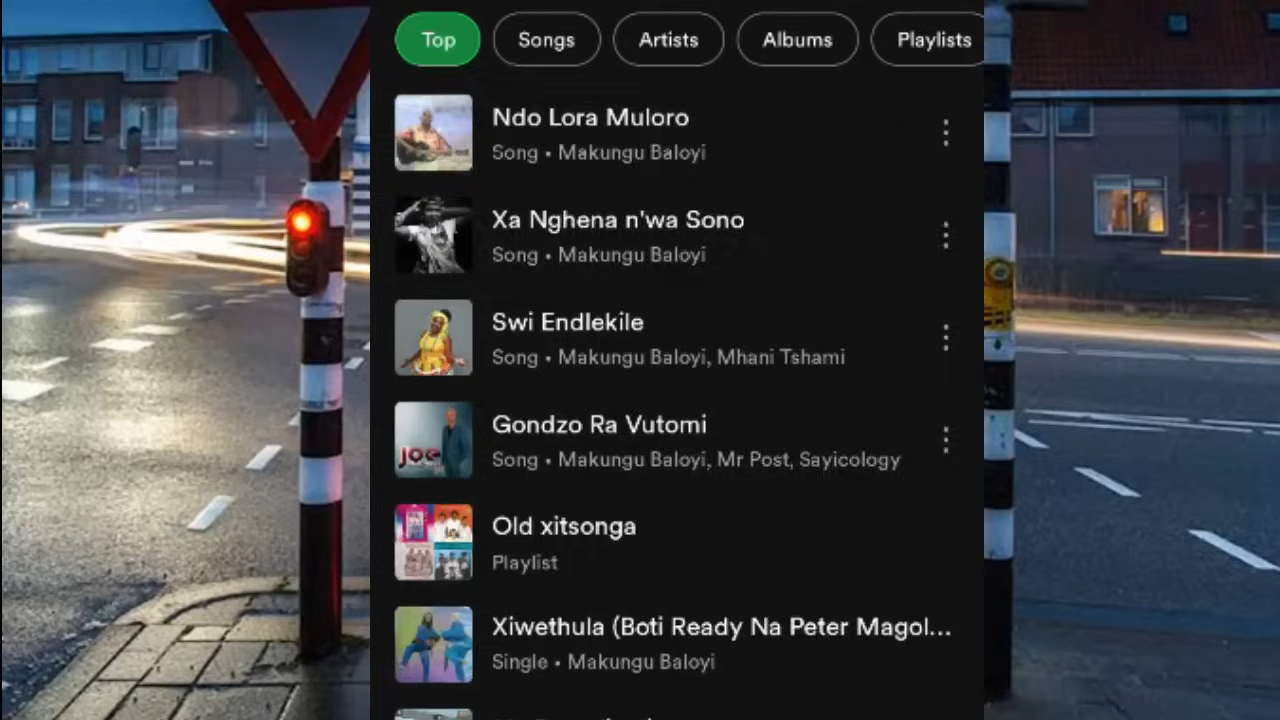 Top
Songs
Artists
Albums
Playlists
Ndo Lora Muloro
Song • Makungu Baloyi
Xa Nghena n'wa Sono
Song • Makungu Baloyi
Swi Endlekile
Song • Makungu Baloyi, Mhani Tshami
Gondzo Ra Vutomi
Song • Makungu Baloyi, Mr Post, Sayicology
JOC
Old xitsonga
Playlist
Xiwethula (Boti Ready Na Peter Magol...
Single • Makungu Baloyi